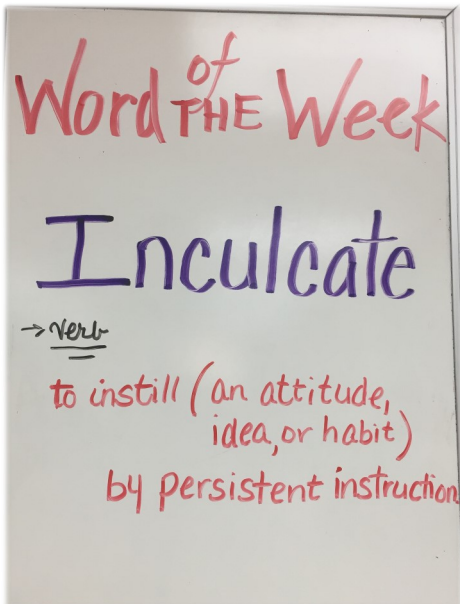 Word of THE Week
Inculcate
→ verb
to instill (an attitude,
idea, or habit)
by persistent instruction